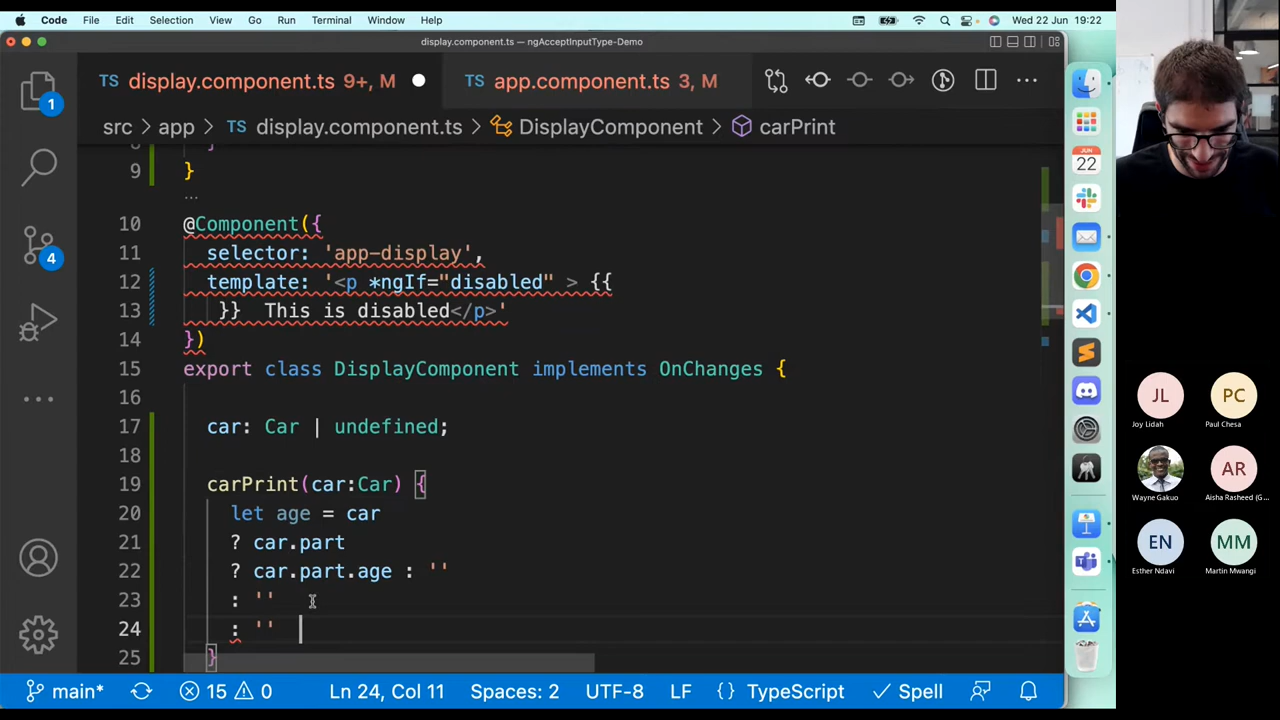 Code File Edit Selection View Go Run Terminal Window Help Wed 22 Jun 19:22
display.component.ts — ngAcceptInputType-Demo
1
TS display.component.ts 9+, M
TS app.component.ts 3, M
src > app > TS display.component.ts > DisplayComponent > carPrint
9 }
...
10 @Component({
11 selector: 'app-display',
12 template: '<p *ngIf="disabled" > {{
13 }} This is disabled</p>'
14 })
15 export class DisplayComponent implements OnChanges {
16
17 car: Car | undefined;
18
19 carPrint(car:Car) {
20 let age = car
21 ? car.part
22 ? car.part.age : ''
23 : ''
24 : ''
25 }
4
main* 15 0 Ln 24, Col 11 Spaces: 2 UTF-8 LF {} TypeScript Spell
JUN
22
JL
Joy Lidah
PC
Paul Chesa
Wayne Gakuo
AR
Aisha Rasheed (G...
EN
Esther Ndavi
MM
Martin Mwangi